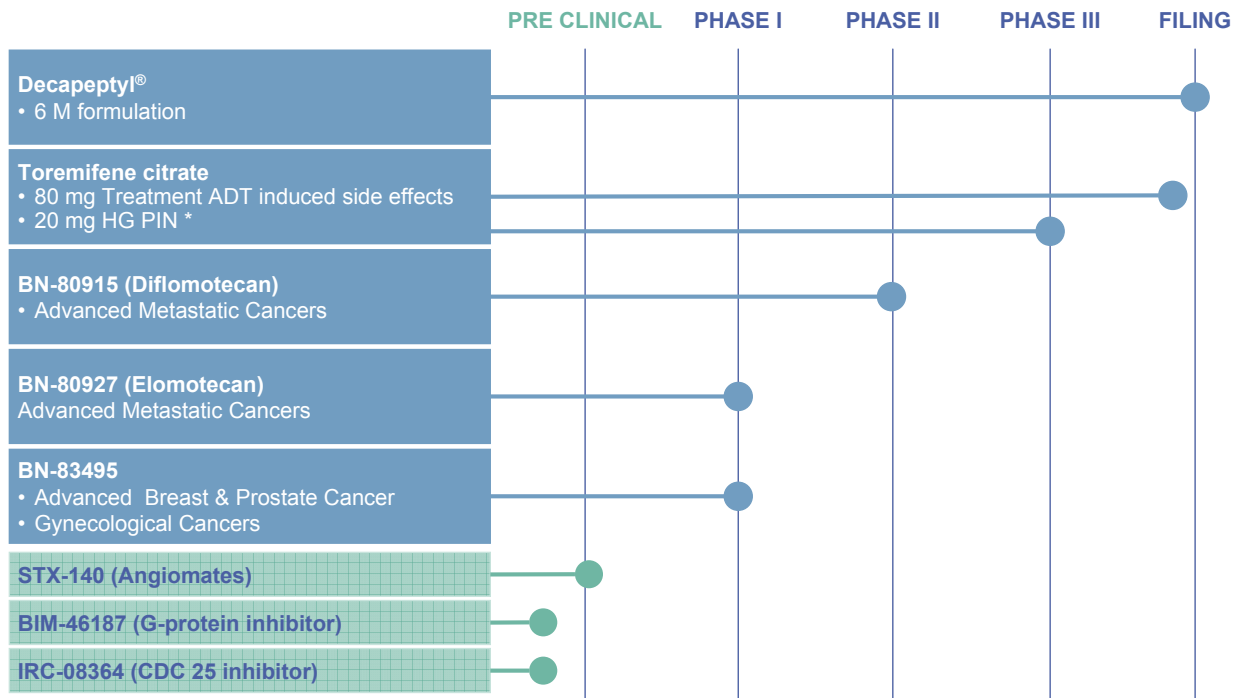 PRE CLINICAL PHASE I PHASE II PHASE III FILING
Decapeptyl®
• 6 M formulation
Toremifene citrate
• 80 mg Treatment ADT induced side effects
• 20 mg HG PIN *
BN-80915 (Diflomotecan)
• Advanced Metastatic Cancers
BN-80927 (Elomotecan)
Advanced Metastatic Cancers
BN-83495
• Advanced Breast & Prostate Cancer
• Gynecological Cancers
STX-140 (Angiomates)
BIM-46187 (G-protein inhibitor)
IRC-08364 (CDC 25 inhibitor)